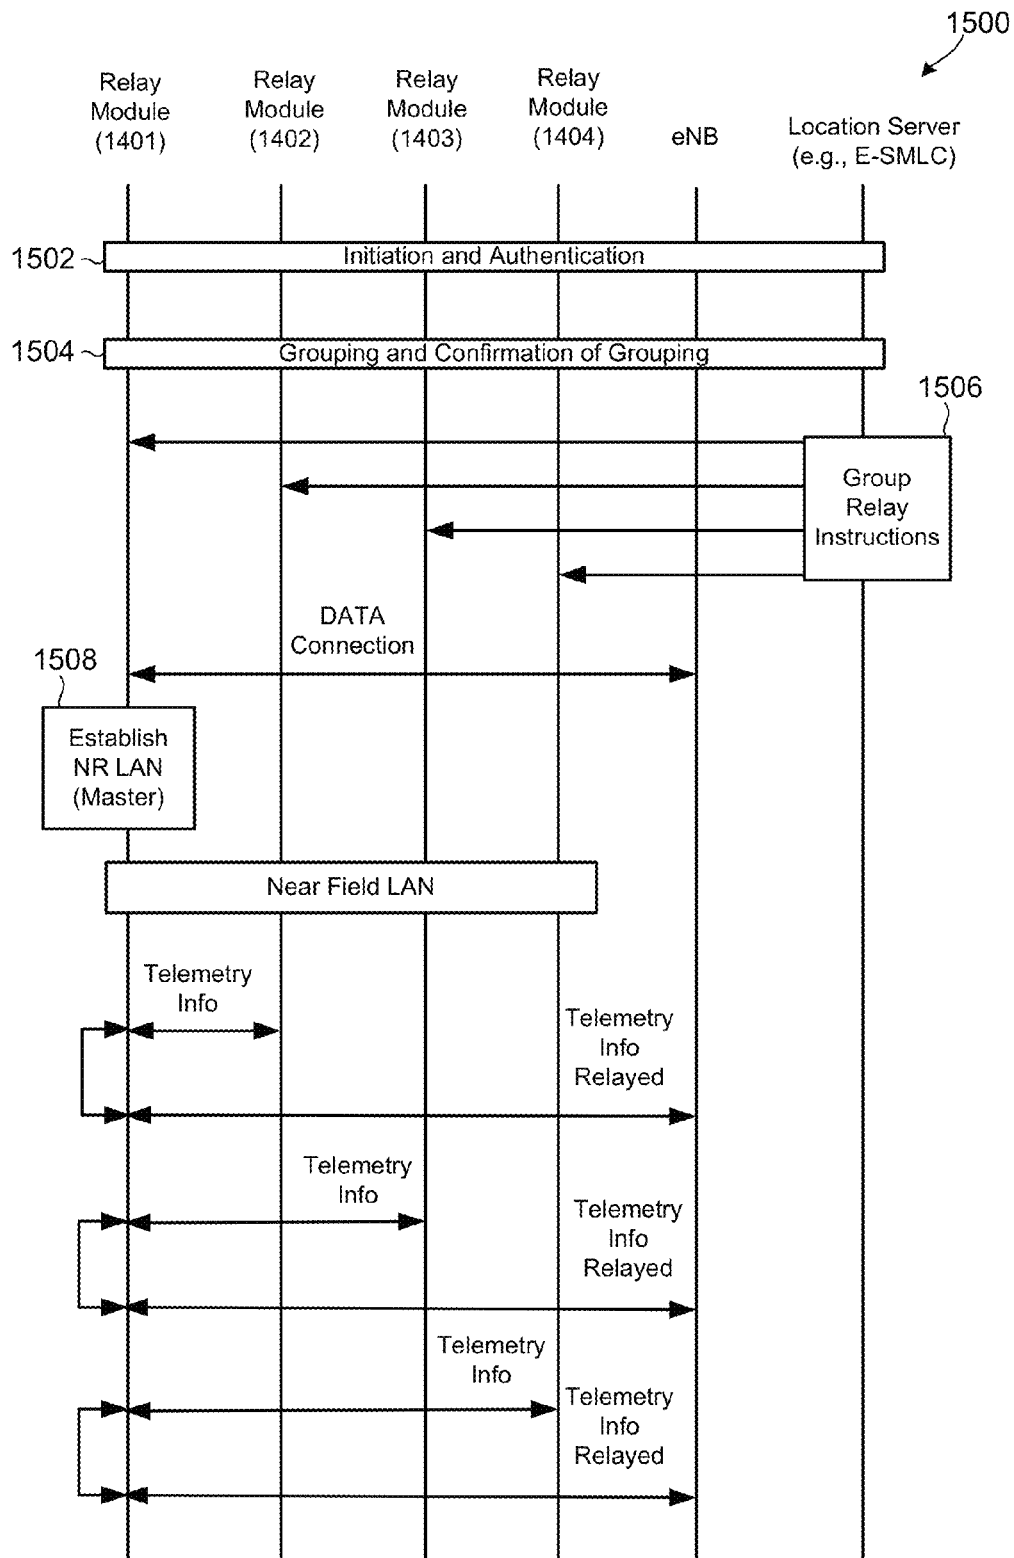 1500
Relay
Module
(1401)
Relay
Module
(1402)
Relay
Module
(1403)
Relay
Module
(1404)
eNB
Location Server
(e.g., E-SMLC)
1502
Initiation and Authentication
1504
Grouping and Confirmation of Grouping
1506
Group
Relay
Instructions
DATA
Connection
1508
Establish
NR LAN
(Master)
Near Field LAN
Telemetry
Info
Telemetry
Info
Relayed
Telemetry
Info
Telemetry
Info
Relayed
Telemetry
Info
Telemetry
Info
Relayed